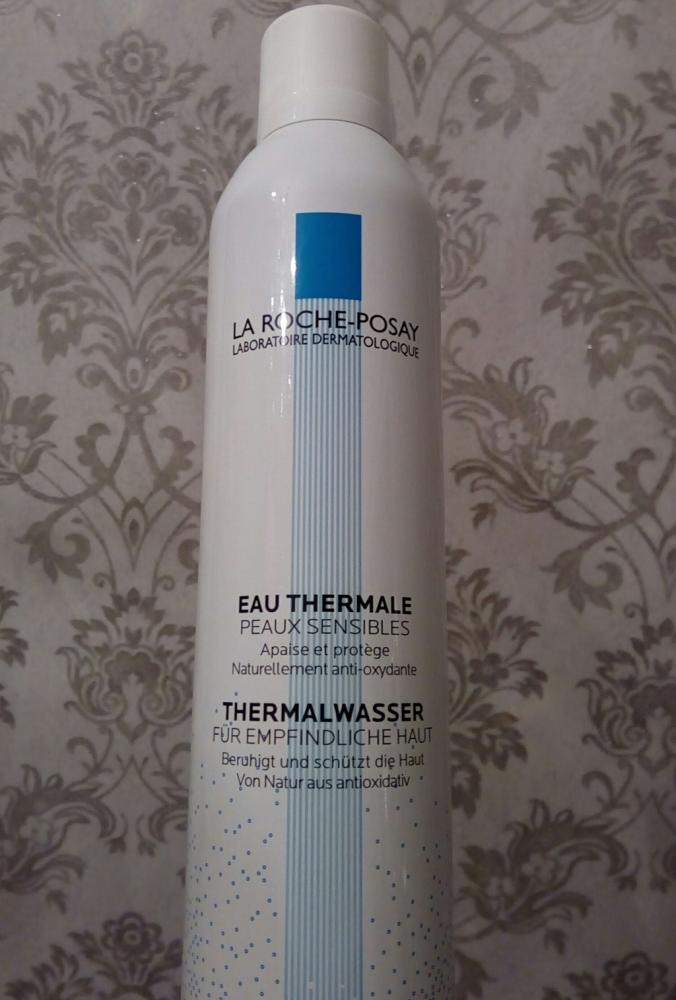 LA ROCHE-POSAY
LABORATOIRE DERMATOLOGIQUE
EAU THERMALE
PEAUX SENSIBLES
Apaise et protège
Naturellement anti-oxydante
THERMALWASSER
FÜR EMPFINDLICHE HAUT
Beruhigt und schützt die Haut
Von Natur aus antioxidativ